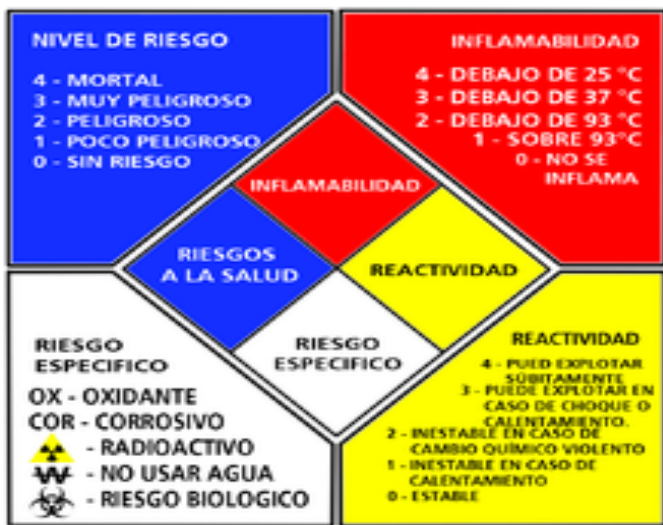 NIVEL DE RIESGO
4 - MORTAL
3 - MUY PELIGROSO
2 - PELIGROSO
1 - POCO PELIGROSO
0 - SIN RIESGO
INFLAMABILIDAD
4 - DEBAJO DE 25 °C
3 - DEBAJO DE 37 °C
2 - DEBAJO DE 93 °C
1 - SOBRE 93°C
0 - NO SE
INFLAMA
INFLAMABILIDAD
RIESGOS
A LA SALUD
REACTIVIDAD
RIESGO
ESPECIFICO
RIESGO
ESPECIFICO
OX - OXIDANTE
COR - CORROSIVO
- RADIOACTIVO
W - NO USAR AGUA
- RIESGO BIOLOGICO
REACTIVIDAD
4 - PUED EXPLOTAR
SÚBITAMENTE
3 - PUEDE EXPLOTAR EN
CASO DE CHOQUE O
CALENTAMIENTO.
2 - INESTABLE EN CASO DE
CAMBIO QUÍMICO VIOLENTO
1 - INESTABLE EN CASO DE
CALENTAMIENTO
0 - ESTABLE